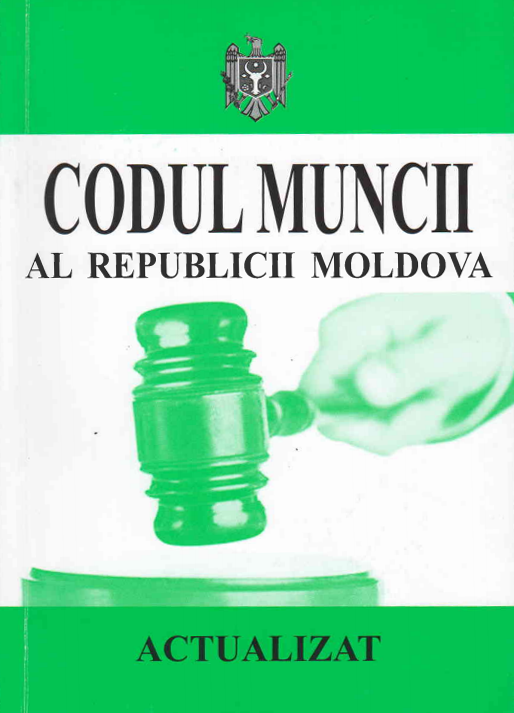 CODUL MUNCII
AL REPUBLICII MOLDOVA
ACTUALIZAT